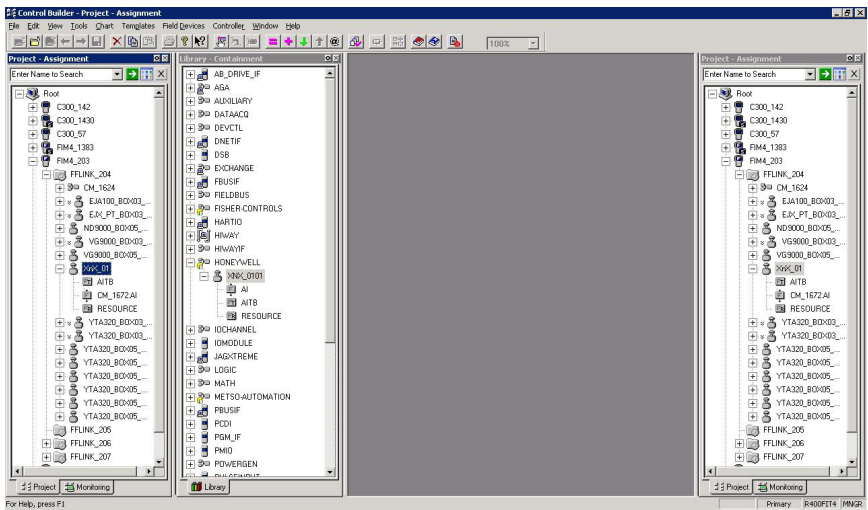 Control Builder - Project - Assignment
File Edit View Tools Chart Templates Field Devices Controller Window Help
100%
Project - Assignment
Enter Name to Search
Root
C300_142
C300_1430
C300_57
FIM4_1383
FIM4_203
FFLINK_204
CM_1624
EJA100_BOX03_...
EJX_PT_BOX03_...
ND9000_BOX05_...
VG9000_BOX03_...
VG9000_BOX05_...
XNX_01
AITB
CM_1672.AI
RESOURCE
YTA320_BOX03_...
YTA320_BOX03_...
YTA320_BOX05_...
YTA320_BOX05_...
YTA320_BOX05_...
YTA320_BOX05_...
YTA320_BOX05_...
YTA320_BOX05_...
FFLINK_205
FFLINK_206
FFLINK_207
Project Monitoring
Library - Containment
AB_DRIVE_IF
AGA
AUXILIARY
DATAACQ
DEVCTL
DNETIF
DSB
EXCHANGE
FBUSIF
FIELDBUS
FISHER-CONTROLS
HARTIO
HIWAY
HIWAYIF
HONEYWELL
XNX_0101
AI
AITB
RESOURCE
IOCHANNEL
IOMODULE
JAGXTREME
LOGIC
MATH
METSO-AUTOMATION
PBUSIF
PCDI
PGM_IF
PMIO
POWERGEN
Library
Project - Assignment
Enter Name to Search
Root
C300_142
C300_1430
C300_57
FIM4_1383
FIM4_203
FFLINK_204
CM_1624
EJA100_BOX03_...
EJX_PT_BOX03_...
ND9000_BOX05_...
VG9000_BOX03_...
VG9000_BOX05_...
XNX_01
AITB
CM_1672.AI
RESOURCE
YTA320_BOX03_...
YTA320_BOX03_...
YTA320_BOX05_...
YTA320_BOX05_...
YTA320_BOX05_...
YTA320_BOX05_...
YTA320_BOX05_...
YTA320_BOX05_...
FFLINK_205
FFLINK_206
FFLINK_207
Project Monitoring
For Help, press F1
Primary R400FIT4 MNGR